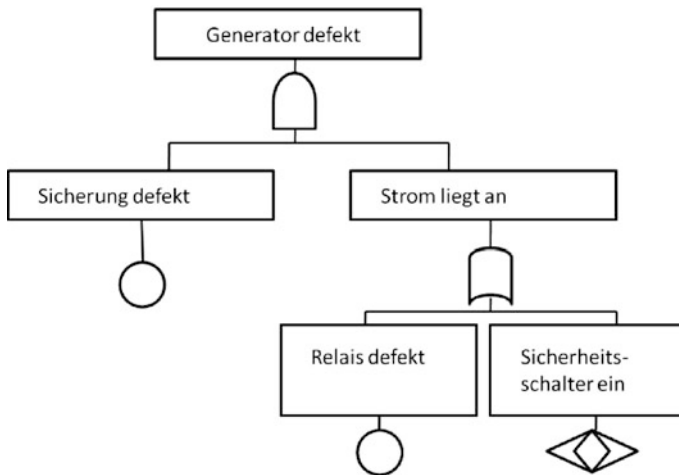 Generator defekt
Sicherung defekt
Strom liegt an
Relais defekt
Sicherheits-
schalter ein